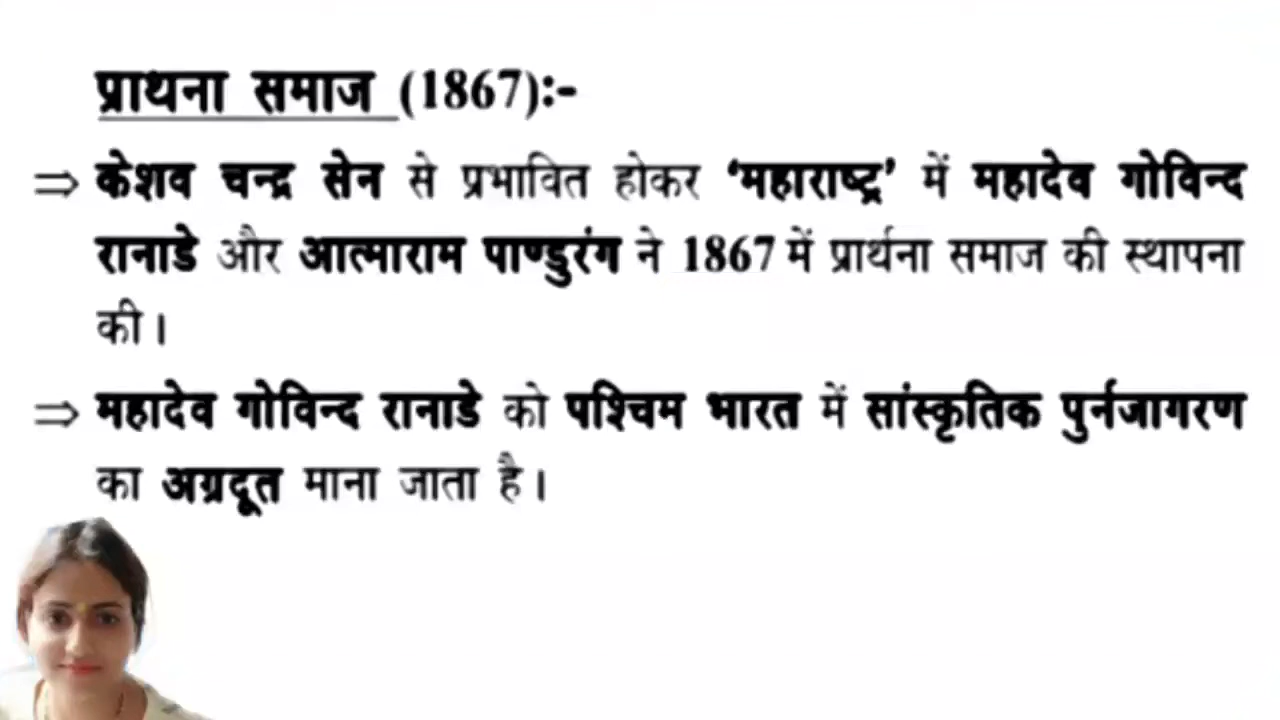 प्राथना समाज (1867):-
⇒ केशव चन्द्र सेन से प्रभावित होकर ‘महाराष्ट्र’ में महादेव गोविन्द
रानाडे और आत्माराम पाण्डुरंग ने 1867 में प्रार्थना समाज की स्थापना
की।
⇒ महादेव गोविन्द रानाडे को पश्चिम भारत में सांस्कृतिक पुर्नजागरण
का अग्रदूत माना जाता है।